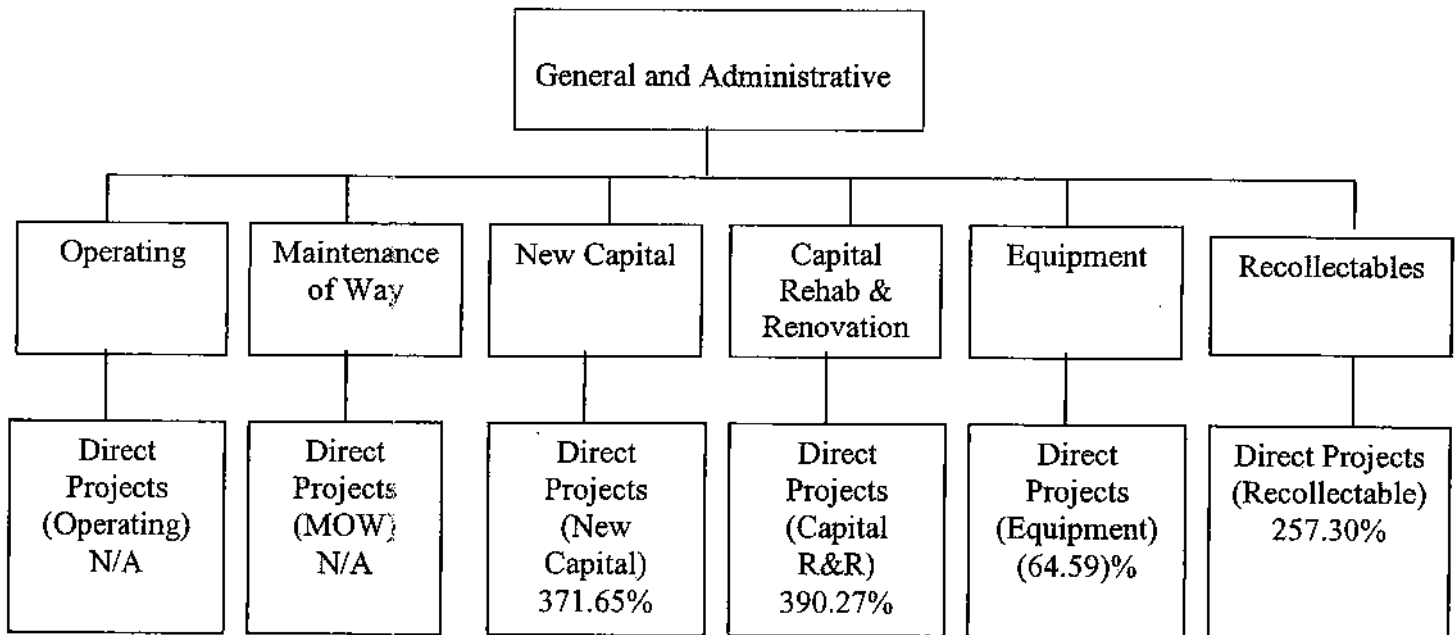 General and Administrative
Operating
Maintenance
of Way
New Capital
Capital
Rehab &
Renovation
Equipment
Recollectables
Direct
Projects
(Operating)
N/A
Direct
Projects
(MOW)
N/A
Direct
Projects
(New
Capital)
371.65%
Direct
Projects
(Capital
R&R)
390.27%
Direct
Projects
(Equipment)
(64.59)%
Direct Projects
(Recollectable)
257.30%